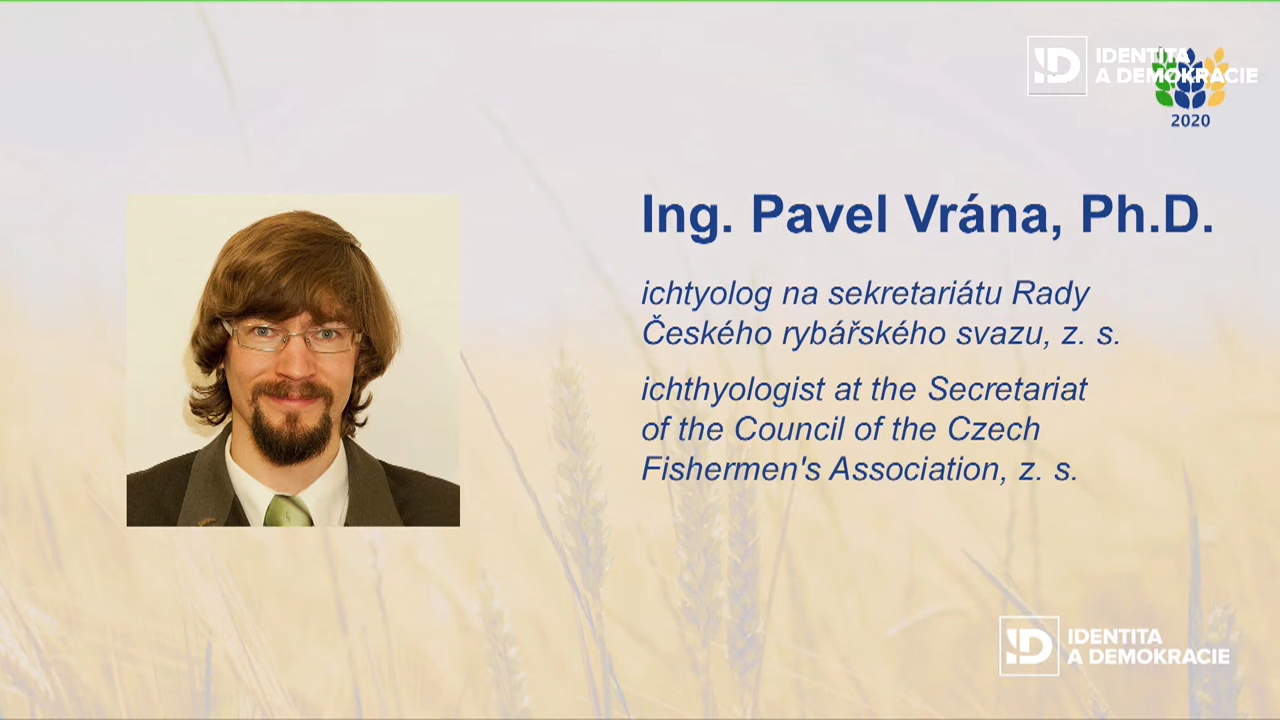 IDENTITA
A DEMOKRACIE
2020
Ing. Pavel Vrána, Ph.D.
ichtyolog na sekretariátu Rady
Českého rybářského svazu, z. s.
ichthyologist at the Secretariat
of the Council of the Czech
Fishermen's Association, z. s.
ID IDENTITA
A DEMOKRACIE